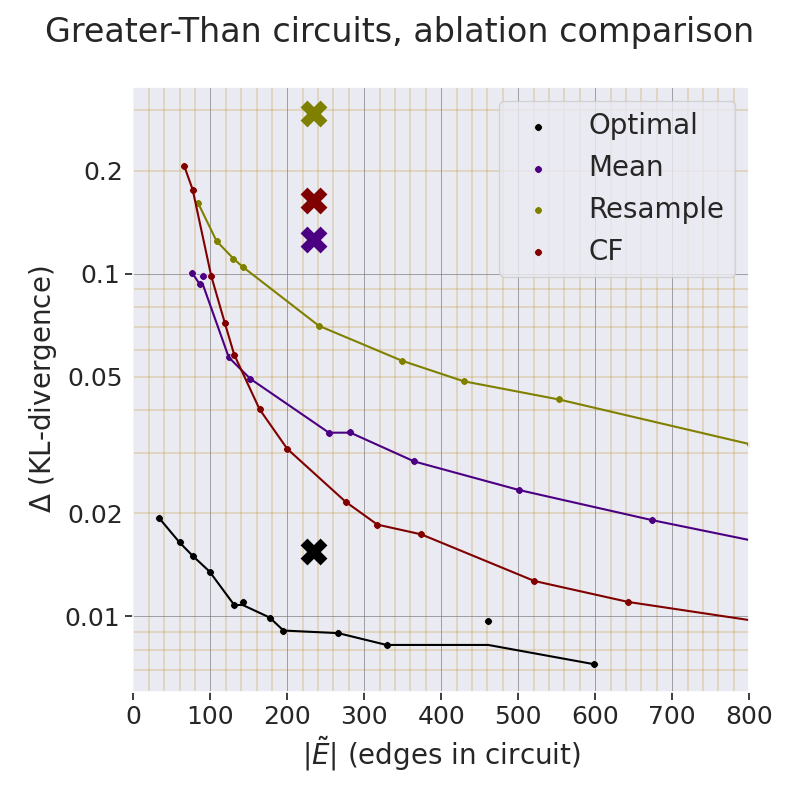 Greater-Than circuits, ablation comparison
Optimal
Mean
Resample
CF
Δ (KL-divergence)
0.2
0.1
0.05
0.02
0.01
0 100 200 300 400 500 600 700 800
|Ẽ| (edges in circuit)